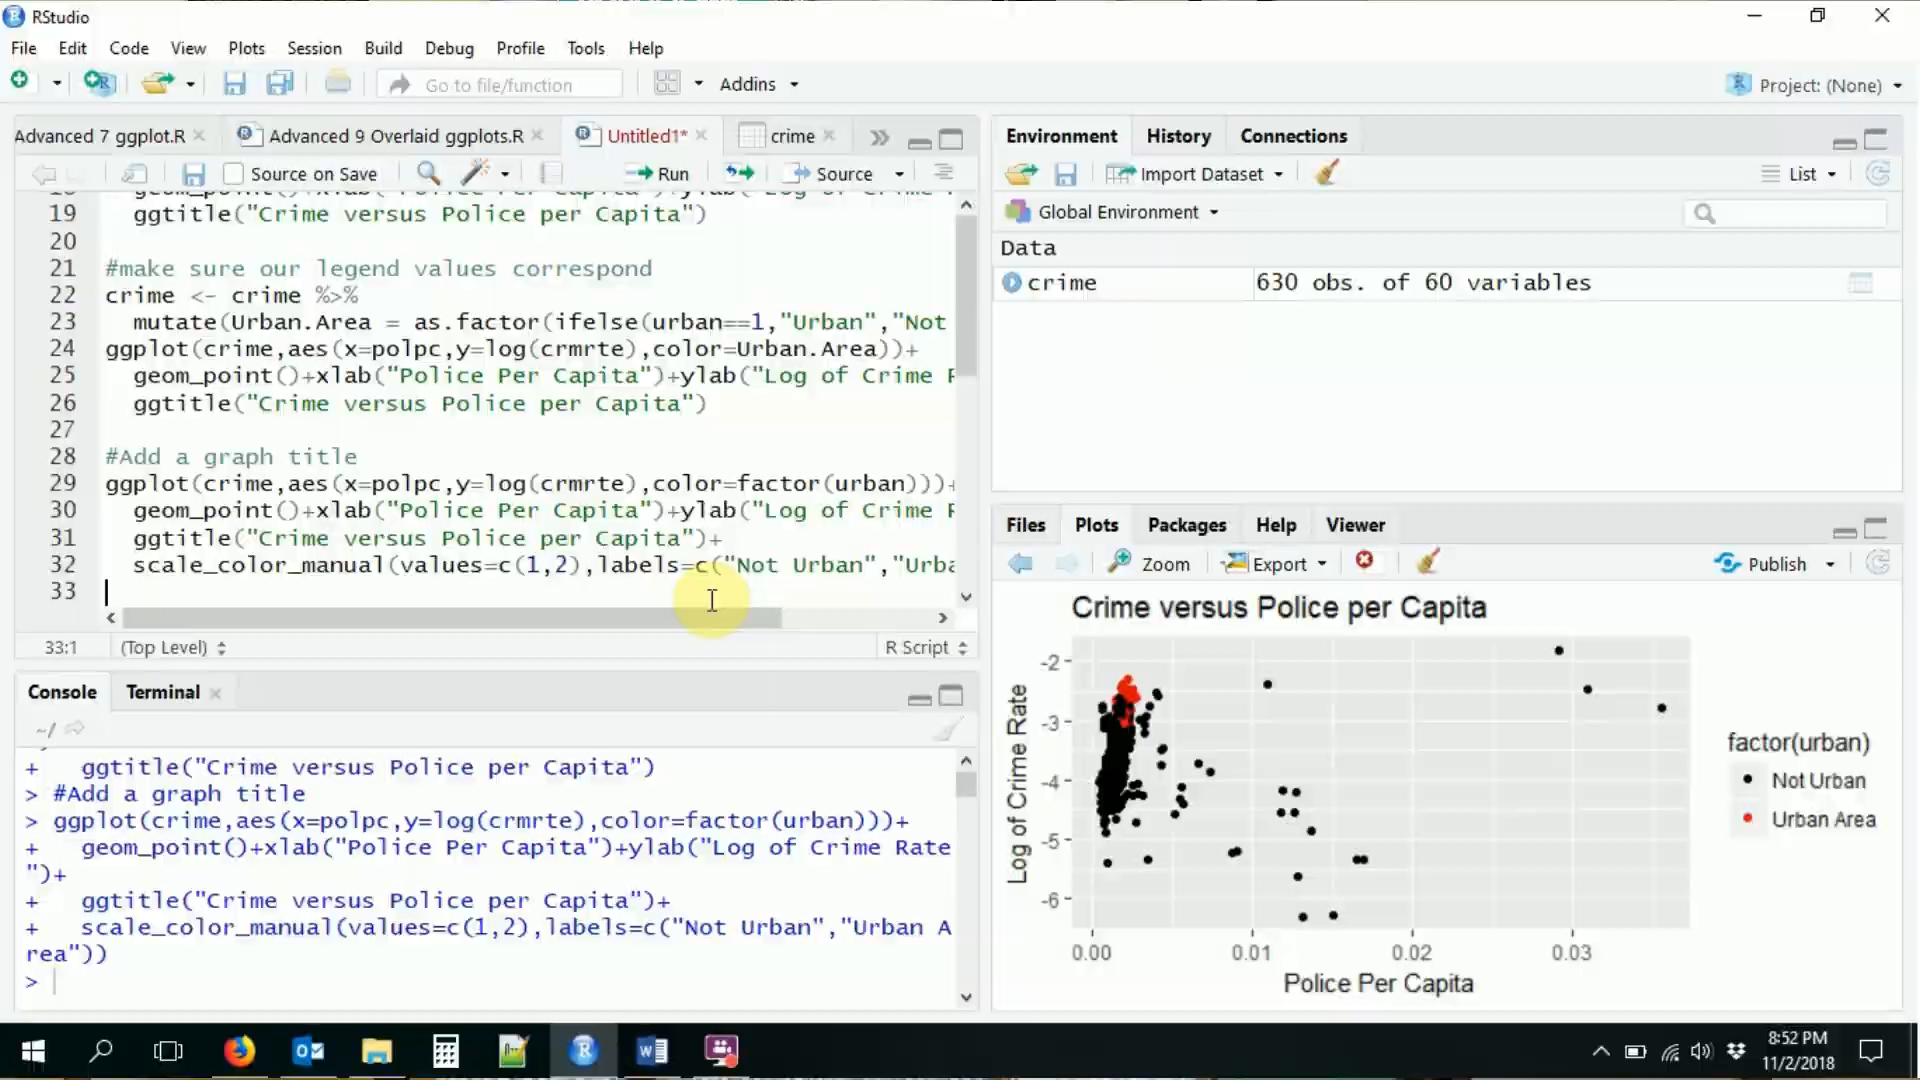 RStudio
File Edit Code View Plots Session Build Debug Profile Tools Help
Go to file/function Addins Project: (None)
Advanced 7 ggplot.R Advanced 9 Overlaid ggplots.R Untitled1* crime
Source on Save Run Source
19 ggtitle("Crime versus Police per Capita")
20
21 #make sure our legend values correspond
22 crime <- crime %>%
23 mutate(Urban.Area = as.factor(ifelse(urban==1,"Urban","Not
24 ggplot(crime,aes(x=polpc,y=log(crmrte),color=Urban.Area))+
25 geom_point()+xlab("Police Per Capita")+ylab("Log of Crime
26 ggtitle("Crime versus Police per Capita")
27
28 #Add a graph title
29 ggplot(crime,aes(x=polpc,y=log(crmrte),color=factor(urban)))+
30 geom_point()+xlab("Police Per Capita")+ylab("Log of Crime
31 ggtitle("Crime versus Police per Capita")+
32 scale_color_manual(values=c(1,2),labels=c("Not Urban","Urba
33
33:1 (Top Level) R Script
Console Terminal
~/
+ ggtitle("Crime versus Police per Capita")
> #Add a graph title
> ggplot(crime,aes(x=polpc,y=log(crmrte),color=factor(urban)))+
+ geom_point()+xlab("Police Per Capita")+ylab("Log of Crime Rate
")+
+ ggtitle("Crime versus Police per Capita")+
+ scale_color_manual(values=c(1,2),labels=c("Not Urban","Urban A
rea"))
>
Environment History Connections
Import Dataset List
Global Environment
Data
crime 630 obs. of 60 variables
Files Plots Packages Help Viewer
Zoom Export Publish
Crime versus Police per Capita
Log of Crime Rate
-2
-3
-4
-5
-6
0.00 0.01 0.02 0.03
Police Per Capita
factor(urban)
Not Urban
Urban Area
8:52 PM
11/2/2018